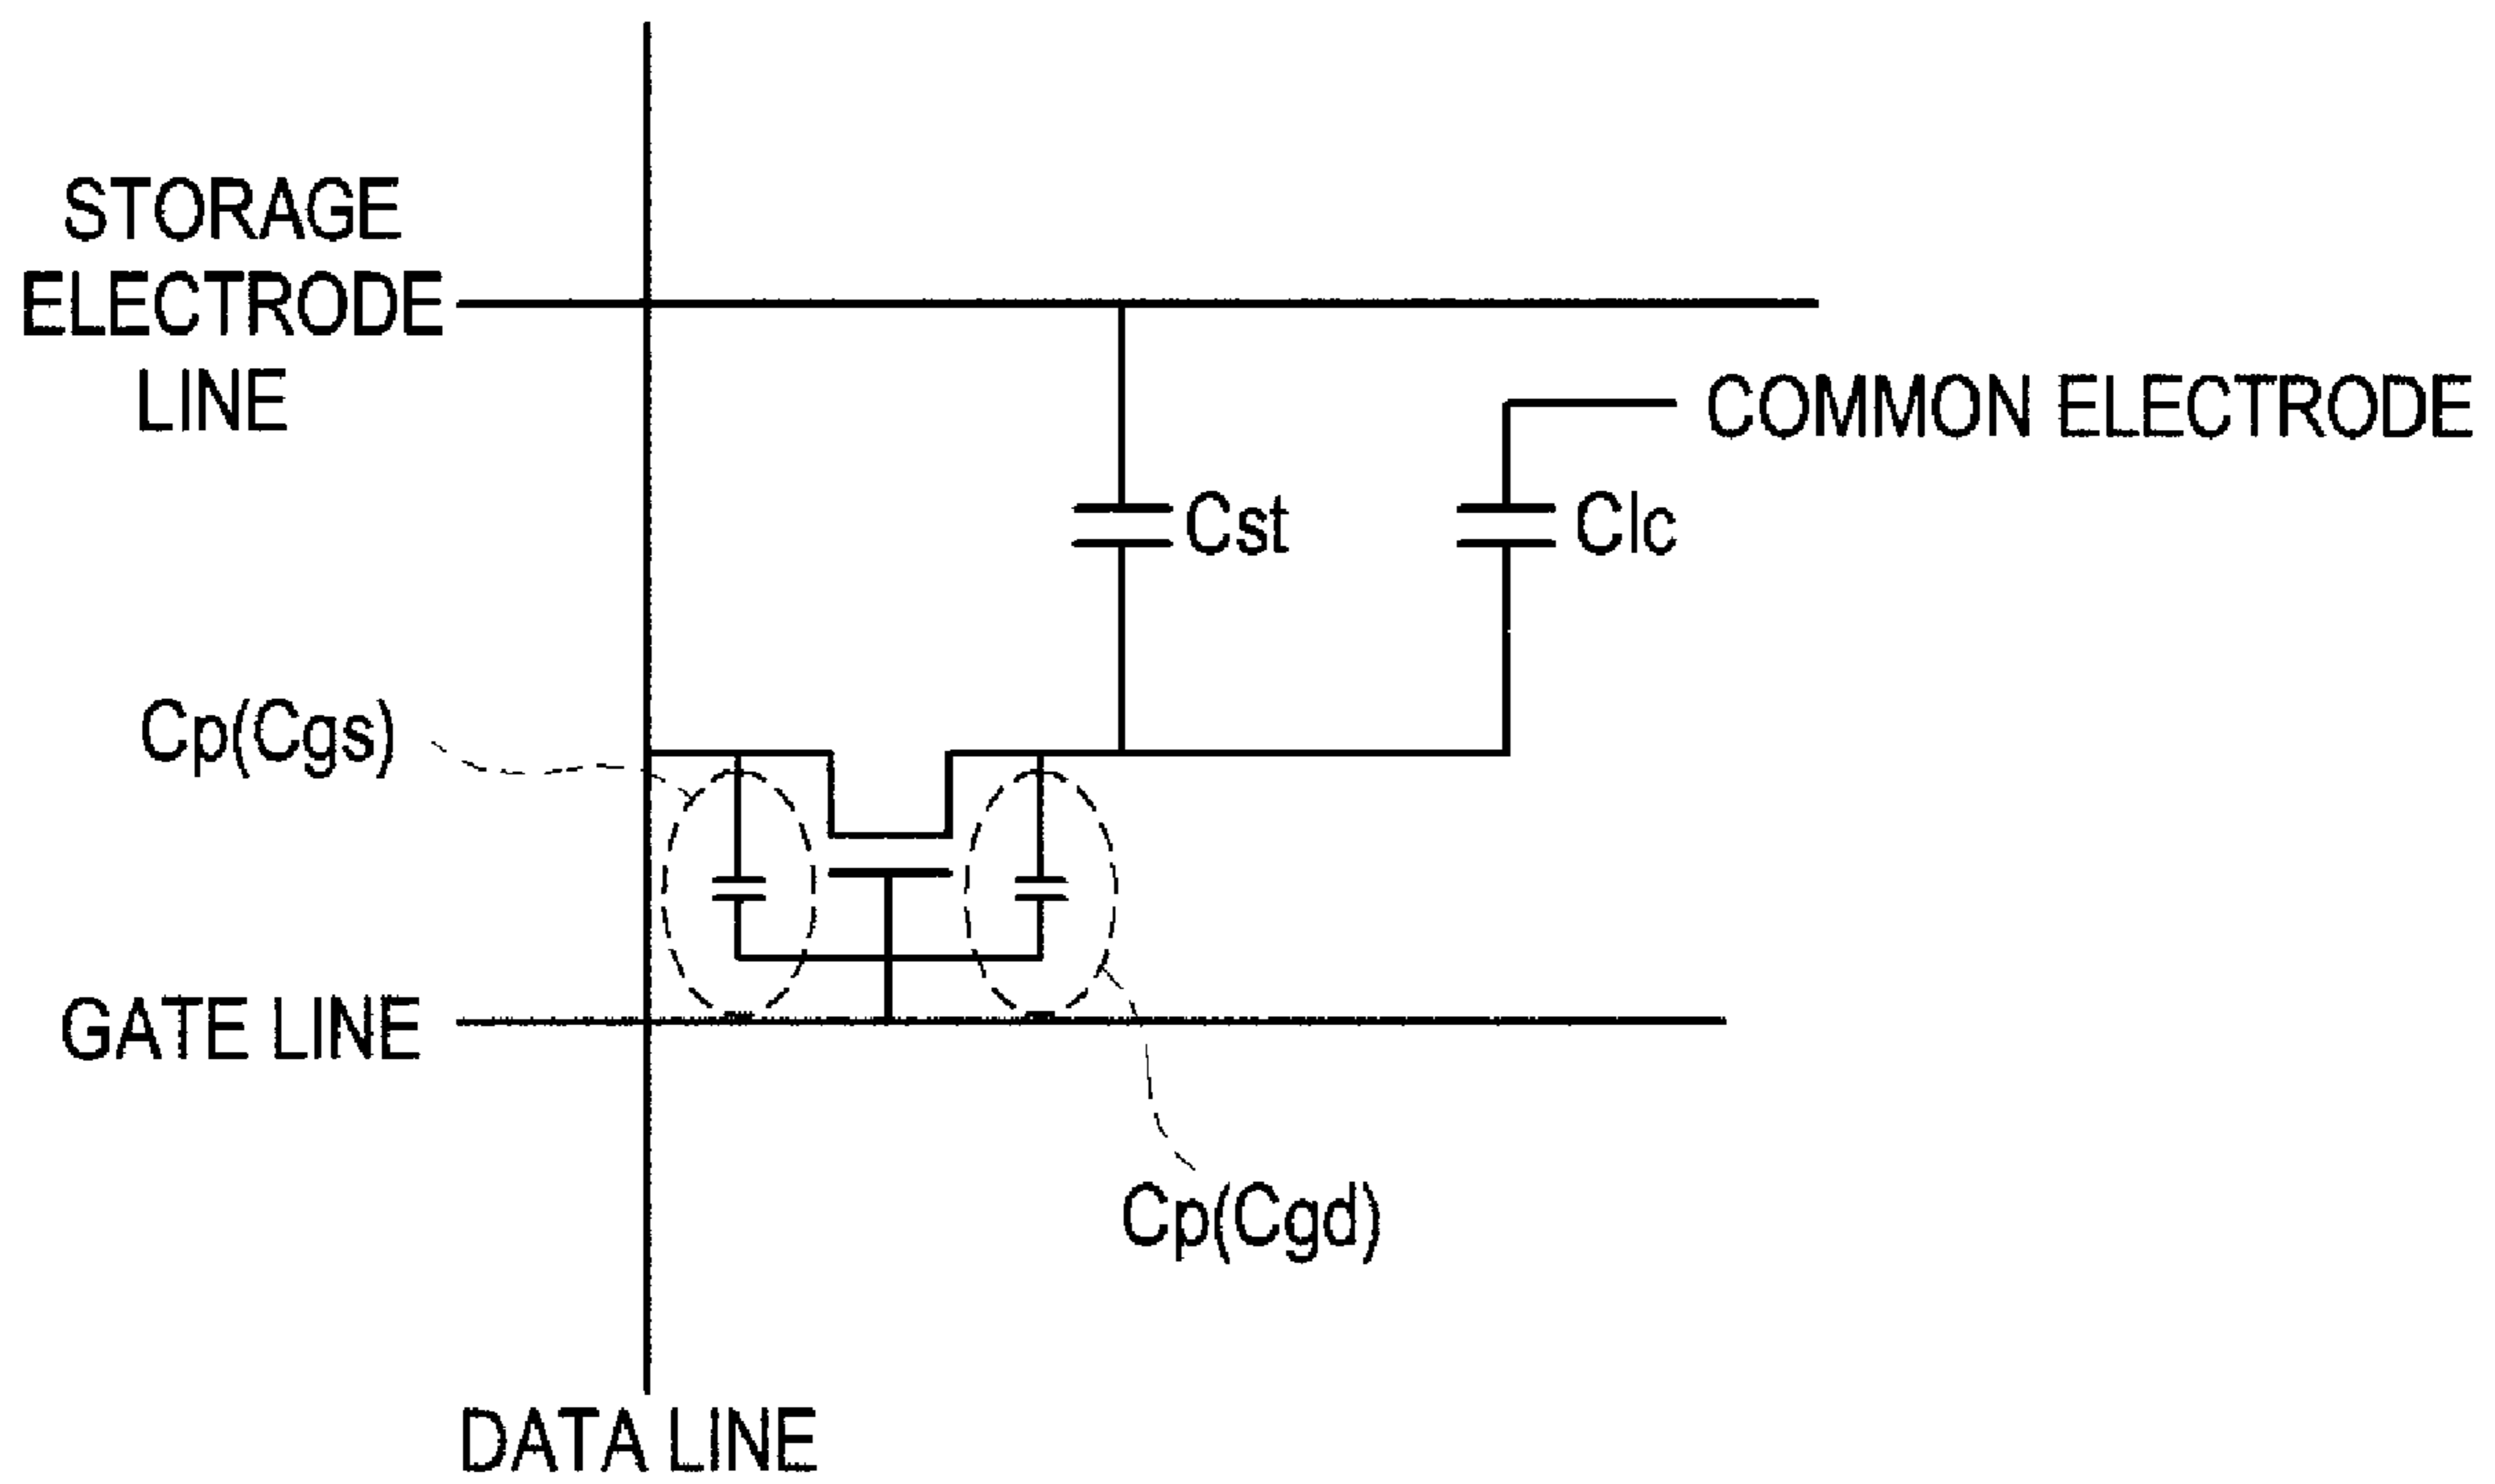 STORAGE
ELECTRODE
LINE
COMMON ELECTRODE
Cst
Clc
Cp(Cgs)
GATE LINE
Cp(Cgd)
DATA LINE